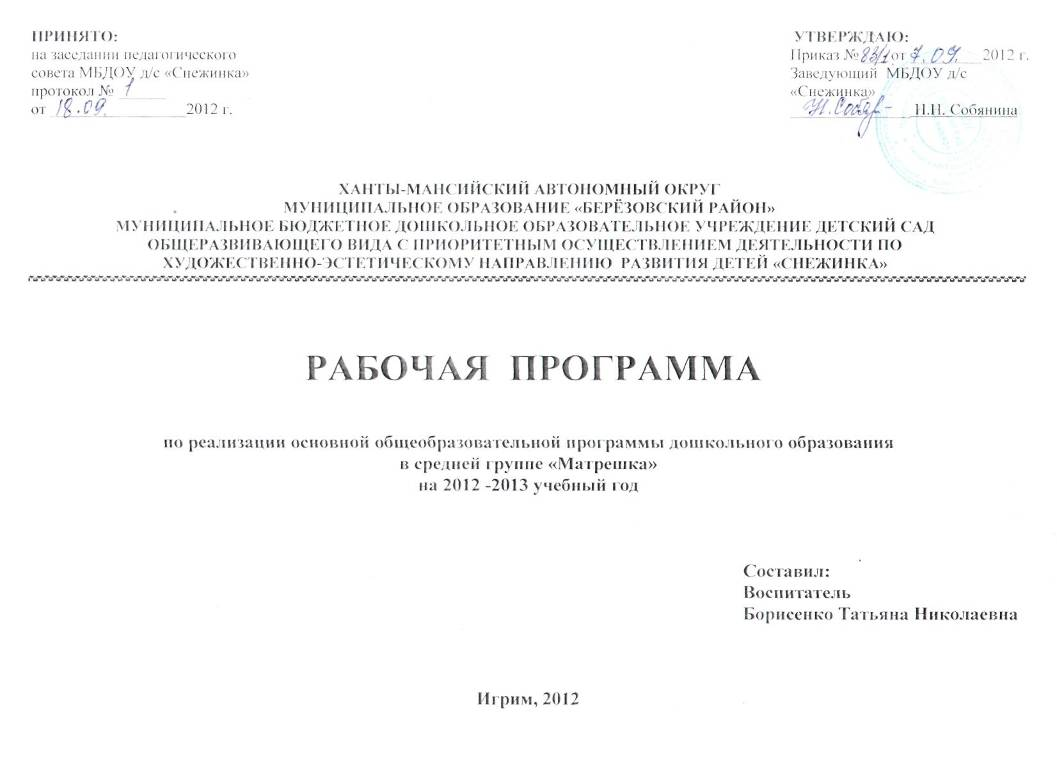 ПРИНЯТО:
на заседании педагогического
совета МБДОУ д/с «Снежинка»
протокол № 1
от 18.09. 2012 г.
УТВЕРЖДАЮ:
Приказ № 83/1 от 7.09. 2012 г.
Заведующий МБДОУ д/с
«Снежинка»
Н.Н. Собянина
ХАНТЫ-МАНСИЙСКИЙ АВТОНОМНЫЙ ОКРУГ
МУНИЦИПАЛЬНОЕ ОБРАЗОВАНИЕ «БЕРЁЗОВСКИЙ РАЙОН»
МУНИЦИПАЛЬНОЕ БЮДЖЕТНОЕ ДОШКОЛЬНОЕ ОБРАЗОВАТЕЛЬНОЕ УЧРЕЖДЕНИЕ ДЕТСКИЙ САД
ОБЩЕРАЗВИВАЮЩЕГО ВИДА С ПРИОРИТЕТНЫМ ОСУЩЕСТВЛЕНИЕМ ДЕЯТЕЛЬНОСТИ ПО
ХУДОЖЕСТВЕННО-ЭСТЕТИЧЕСКОМУ НАПРАВЛЕНИЮ РАЗВИТИЯ ДЕТЕЙ «СНЕЖИНКА»
РАБОЧАЯ ПРОГРАММА
по реализации основной общеобразовательной программы дошкольного образования
в средней группе «Матрешка»
на 2012 -2013 учебный год
Составил:
Воспитатель
Борисенко Татьяна Николаевна
Игрим, 2012